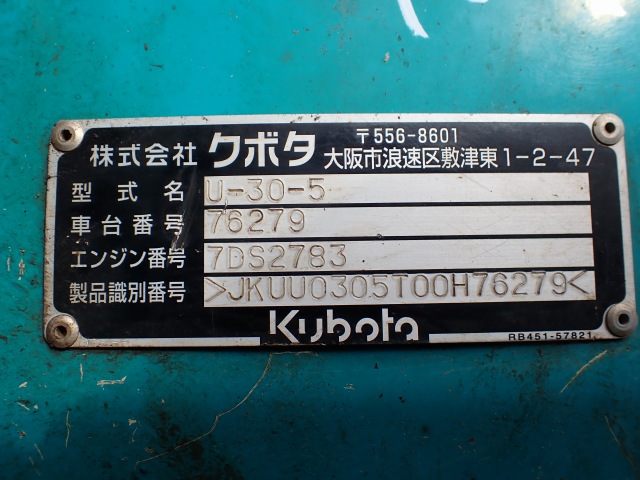 株式会社 クボタ 〒556-8601 大阪市浪速区敷津東1-2-47
型式名 U-30-5
車台番号 76279
エンジン番号 7DS2783
製品識別番号 >JKUU0305T00H76279<
Kubota
RB451-57821